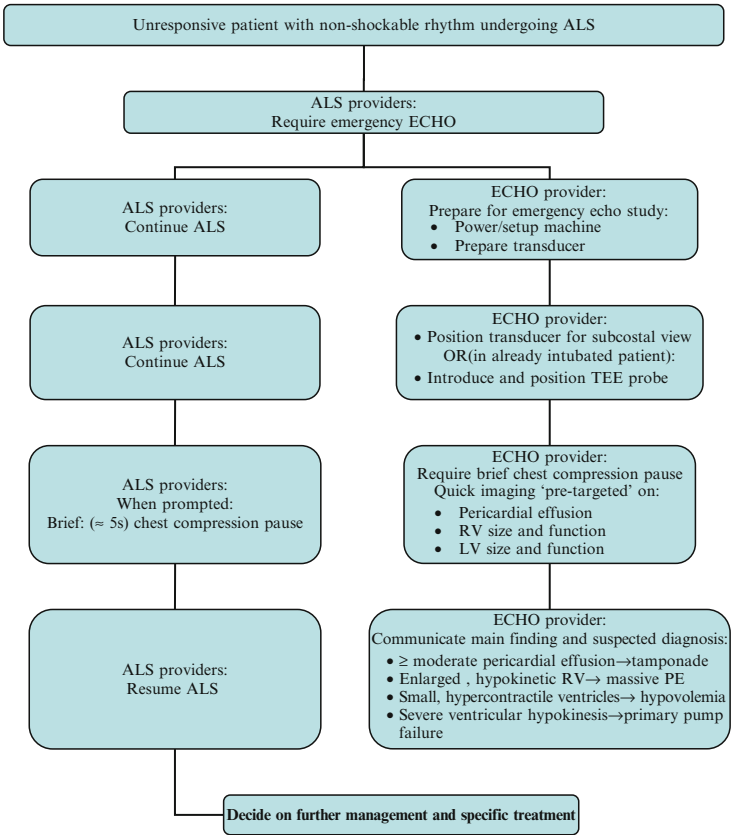 Unresponsive patient with non-shockable rhythm undergoing ALS
ALS providers:
Require emergency ECHO
ALS providers:
Continue ALS
ECHO provider:
Prepare for emergency echo study:
• Power/setup machine
• Prepare transducer
ALS providers:
Continue ALS
ECHO provider:
• Position transducer for subcostal view
OR(in already intubated patient):
• Introduce and position TEE probe
ALS providers:
When prompted:
Brief: (≈ 5s) chest compression pause
ECHO provider:
Require brief chest compression pause
Quick imaging ‘pre-targeted’ on:
• Pericardial effusion
• RV size and function
• LV size and function
ALS providers:
Resume ALS
ECHO provider:
Communicate main finding and suspected diagnosis:
• ≥ moderate pericardial effusion→tamponade
• Enlarged , hypokinetic RV→ massive PE
• Small, hypercontractile ventricles→ hypovolemia
• Severe ventricular hypokinesis→primary pump
failure
Decide on further management and specific treatment